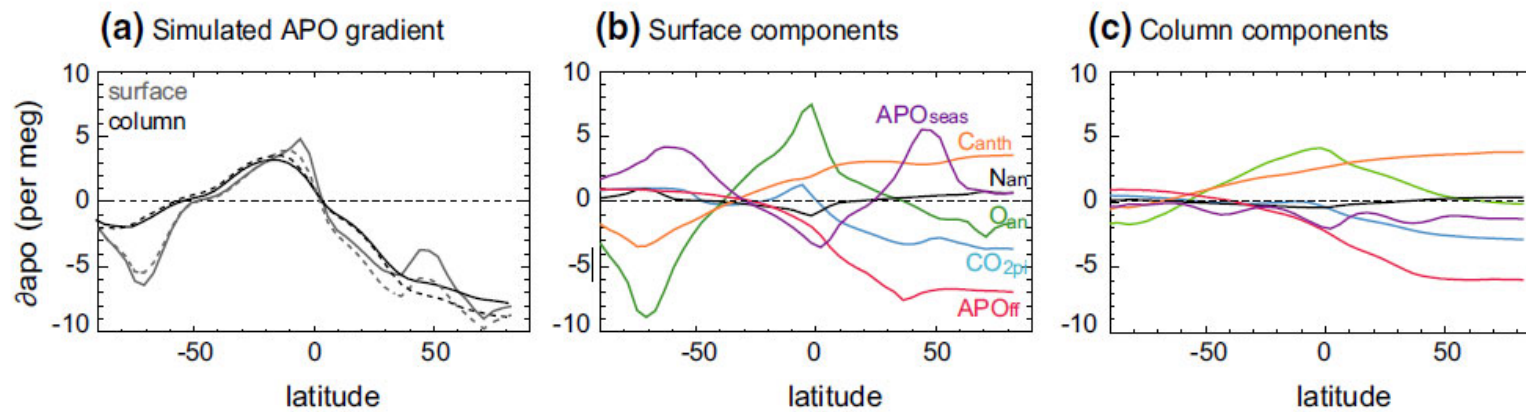 (a) Simulated APO gradient
(b) Surface components
(c) Column components
∂apo (per meg)
10
5
0
-5
-10
surface
column
-50
0
50
latitude
10
5
0
-5
-10
APOseas
Canth
Nan
Oan
CO2pl
APOff
-50
0
50
latitude
10
5
0
-5
-10
-50
0
50
latitude